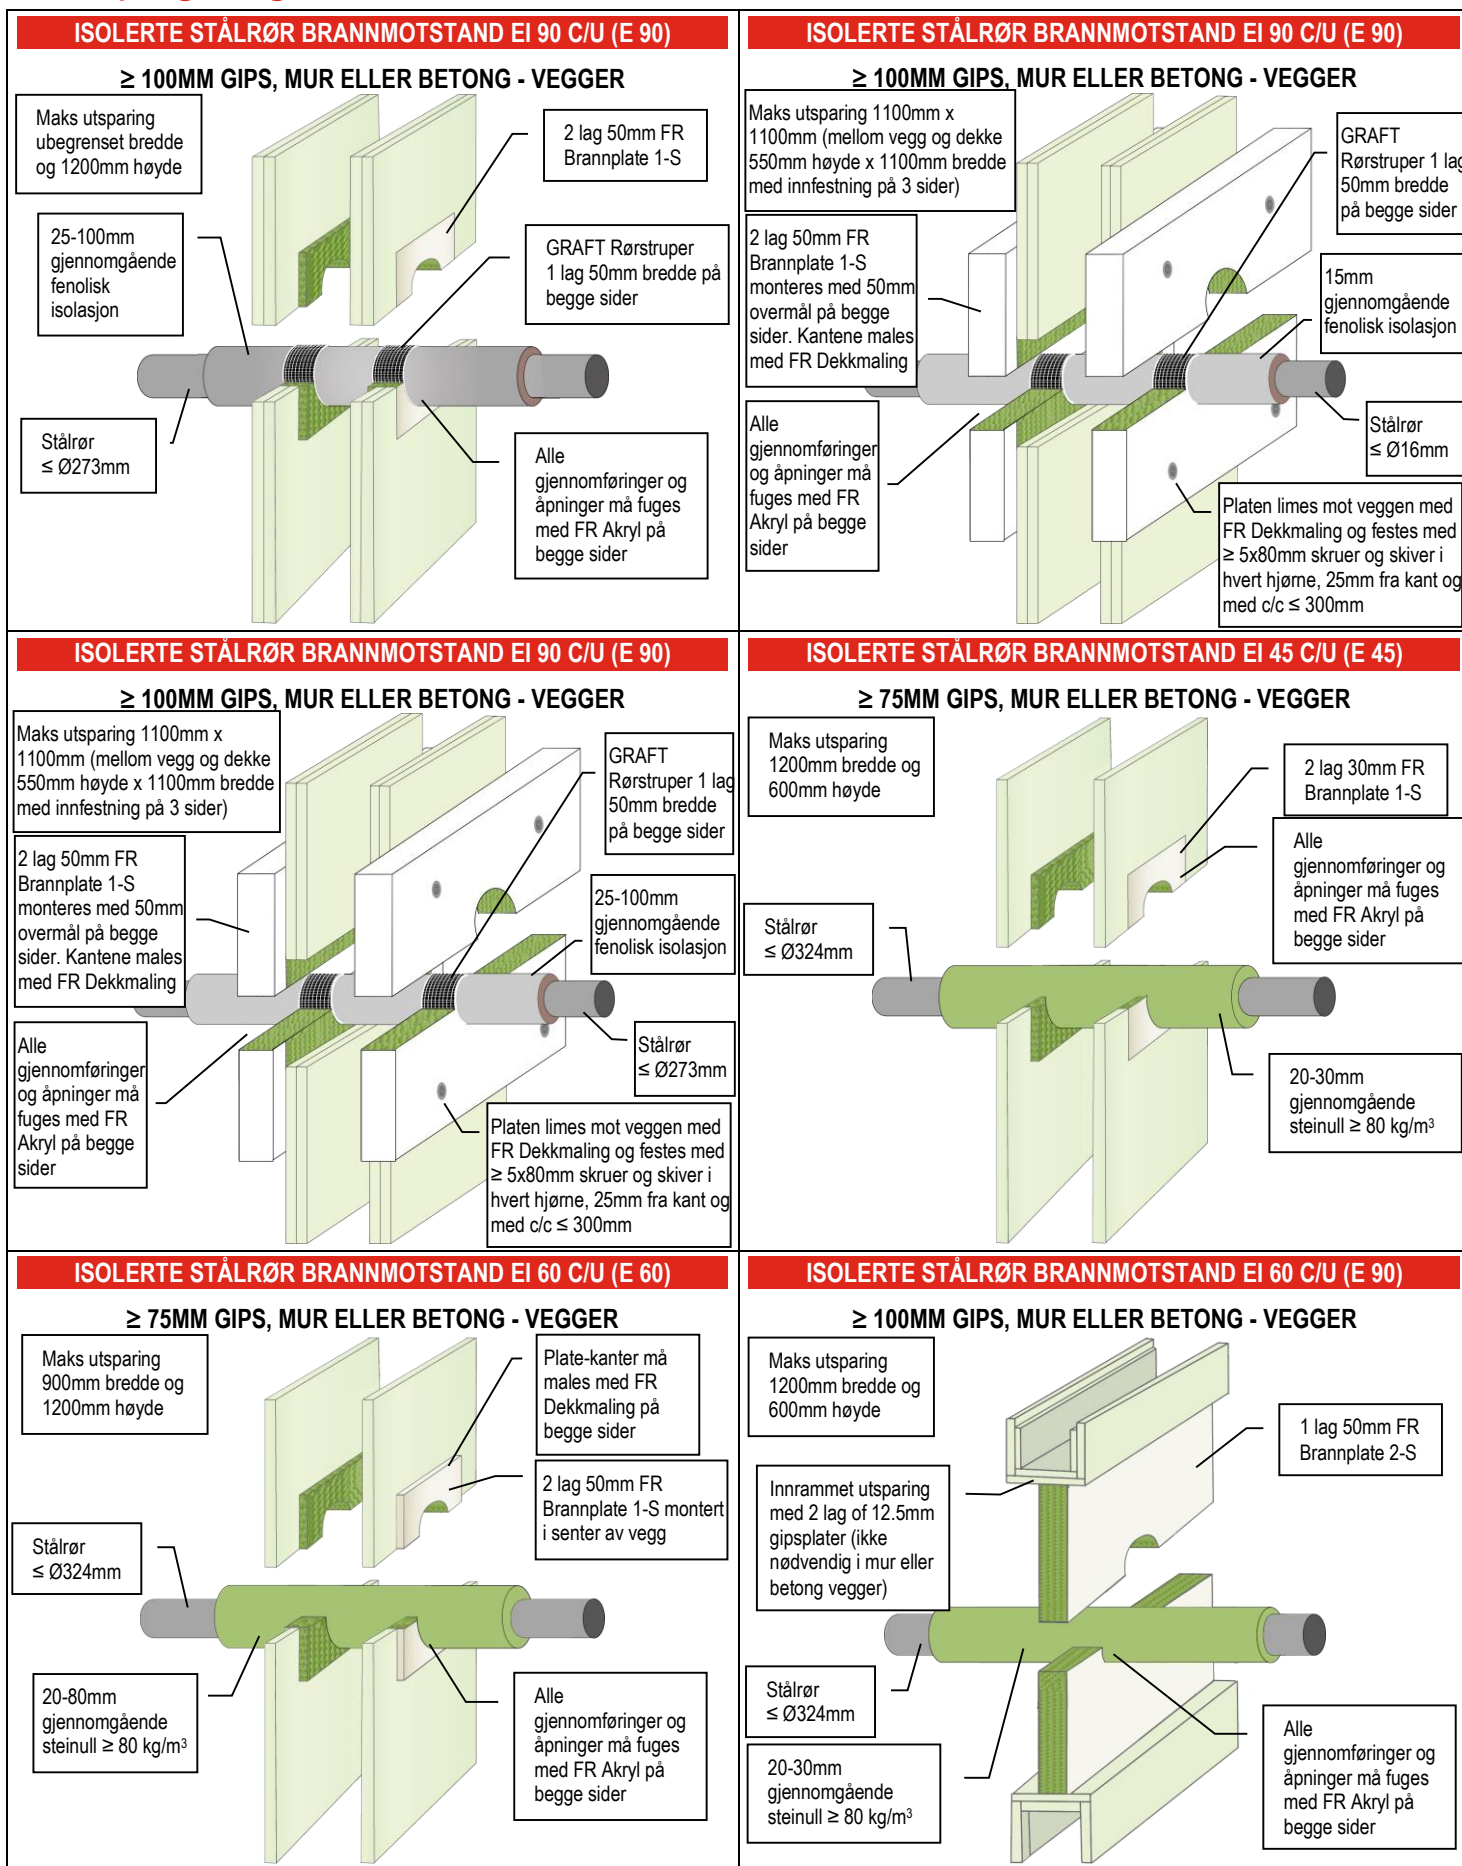 ISOLERTE STÅLRØR BRANNMOTSTAND EI 90 C/U (E 90)
≥ 100MM GIPS, MUR ELLER BETONG - VEGGER
Maks utsparing
ubegrenset bredde
og 1200mm høyde
2 lag 50mm FR
Brannplate 1-S
25-100mm
gjennomgående
fenolisk
isolasjon
GRAFT Rørstruper
1 lag 50mm bredde på
begge sider
Stålrør
≤ Ø273mm
Alle
gjennomføringer og
åpninger må fuges
med FR Akryl på
begge sider
ISOLERTE STÅLRØR BRANNMOTSTAND EI 90 C/U (E 90)
≥ 100MM GIPS, MUR ELLER BETONG - VEGGER
Maks utsparing 1100mm x
1100mm (mellom vegg og dekke
550mm høyde x 1100mm bredde
med innfestning på 3 sider)
GRAFT
Rørstruper 1 lag
50mm bredde
på begge sider
2 lag 50mm FR
Brannplate 1-S
monteres med 50mm
overmål på begge
sider. Kantene males
med FR Dekkmaling
15mm
gjennomgående
fenolisk isolasjon
Alle
gjennomføringer
og åpninger må
fuges med FR
Akryl på begge
sider
Stålrør
≤ Ø16mm
Platen limes mot veggen med
FR Dekkmaling og festes med
≥ 5x80mm skruer og skiver i
hvert hjørne, 25mm fra kant og
med c/c ≤ 300mm
ISOLERTE STÅLRØR BRANNMOTSTAND EI 90 C/U (E 90)
≥ 100MM GIPS, MUR ELLER BETONG - VEGGER
Maks utsparing 1100mm x
1100mm (mellom vegg og dekke
550mm høyde x 1100mm bredde
med innfestning på 3 sider)
GRAFT
Rørstruper 1 lag
50mm bredde
på begge sider
2 lag 50mm FR
Brannplate 1-S
monteres med 50mm
overmål på begge
sider. Kantene males
med FR Dekkmaling
25-100mm
gjennomgående
fenolisk isolasjon
Alle
gjennomføringer
og åpninger må
fuges med FR
Akryl på begge
sider
Stålrør
≤ Ø273mm
Platen limes mot veggen med
FR Dekkmaling og festes med
≥ 5x80mm skruer og skiver i
hvert hjørne, 25mm fra kant og
med c/c ≤ 300mm
ISOLERTE STÅLRØR BRANNMOTSTAND EI 45 C/U (E 45)
≥ 75MM GIPS, MUR ELLER BETONG - VEGGER
Maks utsparing
1200mm bredde og
600mm høyde
2 lag 30mm FR
Brannplate 1-S
Alle
gjennomføringer og
åpninger må fuges
med FR Akryl på
begge sider
Stålrør
≤ Ø324mm
20-30mm
gjennomgående
steinull ≥ 80 kg/m³
ISOLERTE STÅLRØR BRANNMOTSTAND EI 60 C/U (E 60)
≥ 75MM GIPS, MUR ELLER BETONG - VEGGER
Maks utsparing
900mm bredde og
1200mm høyde
Plate-kanter må
males med FR
Dekkmaling på
begge sider
2 lag 50mm FR
Brannplate 1-S montert
i senter av vegg
Stålrør
≤ Ø324mm
20-80mm
gjennomgående
steinull ≥ 80 kg/m³
Alle
gjennomføringer og
åpninger må fuges
med FR Akryl på
begge sider
ISOLERTE STÅLRØR BRANNMOTSTAND EI 60 C/U (E 90)
≥ 100MM GIPS, MUR ELLER BETONG - VEGGER
Maks utsparing
1200mm bredde og
600mm høyde
1 lag 50mm FR
Brannplate 2-S
Innrammet utsparing
med 2 lag of 12.5mm
gipsplater (ikke
nødvendig i mur eller
betong vegger)
Stålrør
≤ Ø324mm
20-30mm
gjennomgående
steinull ≥ 80 kg/m³
Alle
gjennomføringer og
åpninger må fuges
med FR Akryl på
begge sider